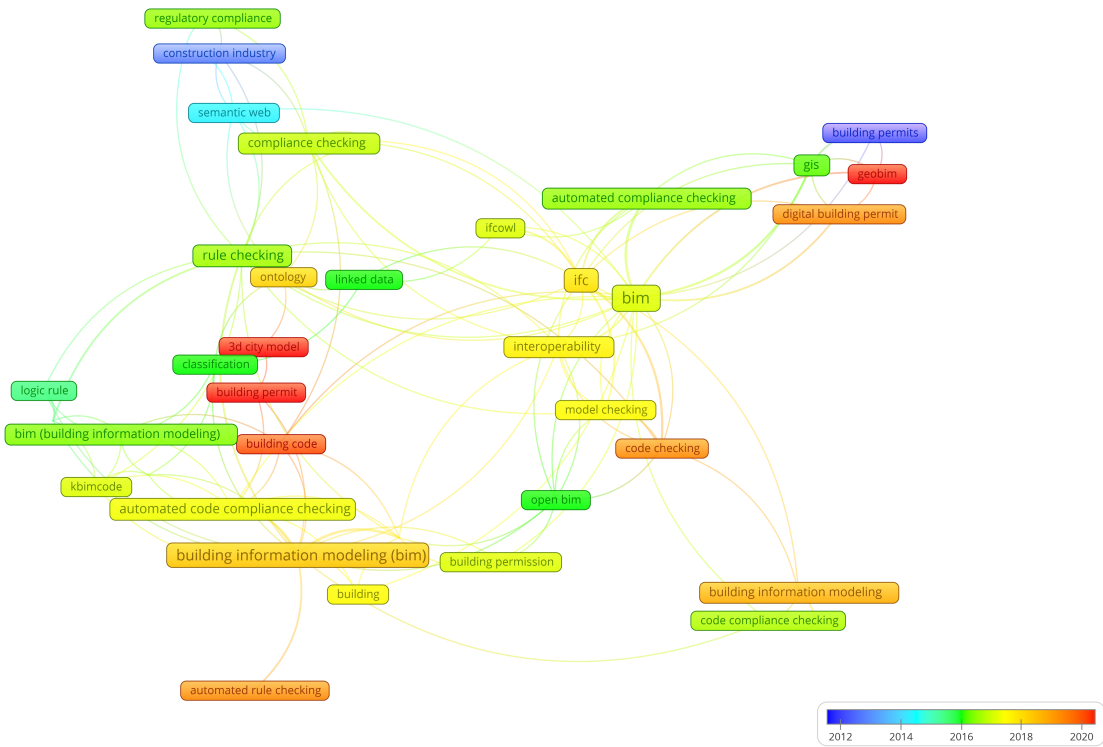 regulatory compliance
construction industry
semantic web
building permits
compliance checking
gis
geobim
automated compliance checking
digital building permit
ifcowl
rule checking
ontology
linked data
ifc
bim
3d city model
interoperability
classification
logic rule
building permit
model checking
bim (building information modeling)
building code
code checking
kbimcode
open bim
automated code compliance checking
building information modeling (bim)
building permission
building
building information modeling
code compliance checking
automated rule checking
2012 2014 2016 2018 2020